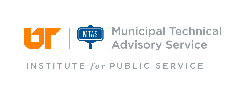 UT MTAS Municipal Technical
Advisory Service
INSTITUTE for PUBLIC SERVICE